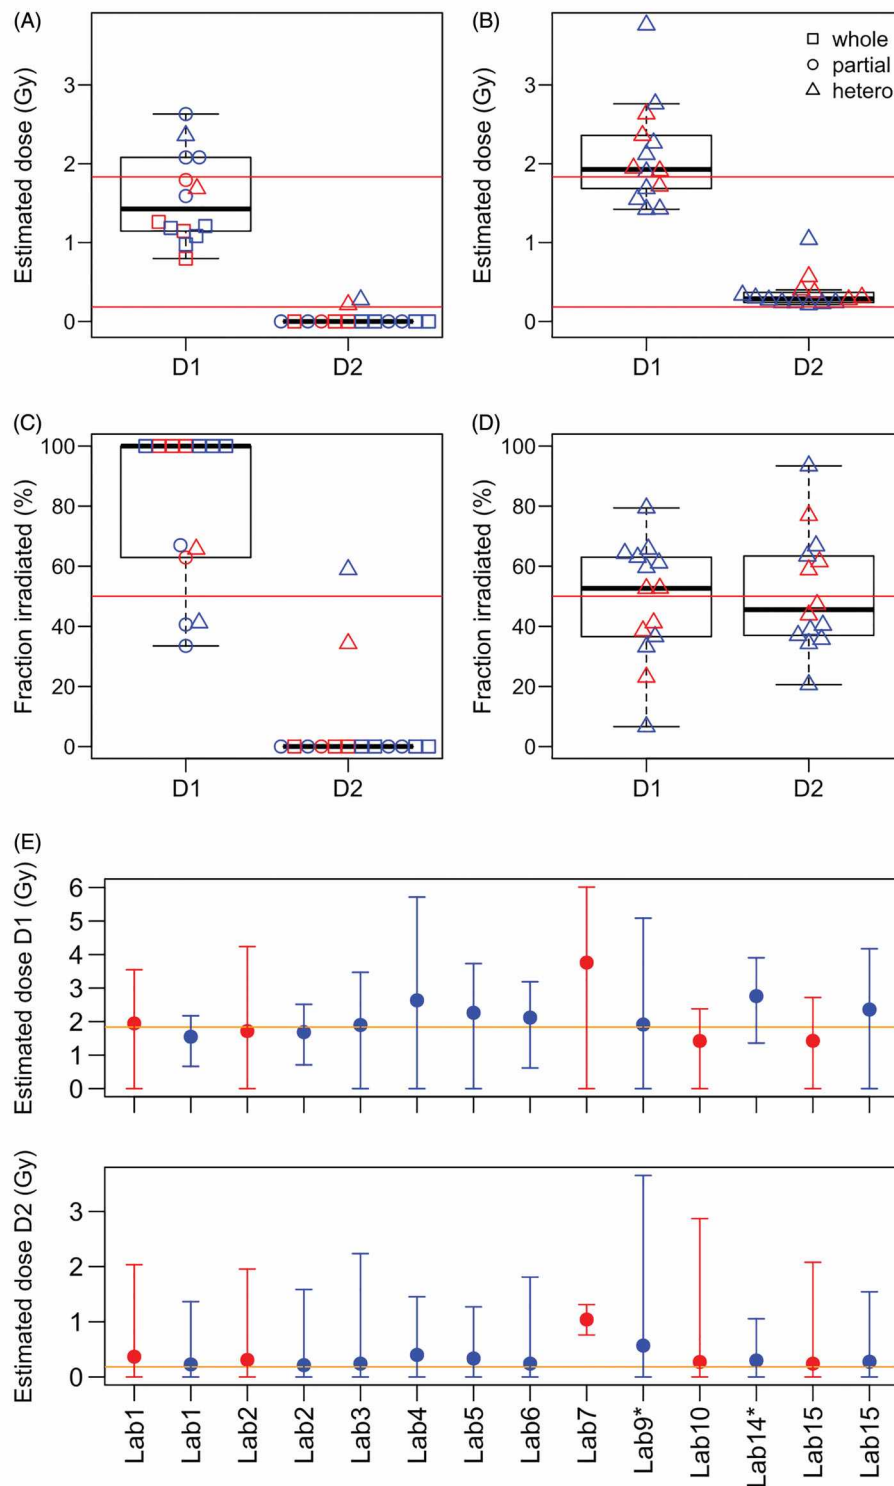 (A)
Estimated dose (Gy)
3
2
1
0
D1
D2
(B)
Estimated dose (Gy)
3
2
1
0
whole
partial
hetero
D1
D2
(C)
Fraction irradiated (%)
100
80
60
40
20
0
D1
D2
(D)
Fraction irradiated (%)
100
80
60
40
20
0
D1
D2
(E)
Estimated dose D1 (Gy)
6
5
4
3
2
1
0
Estimated dose D2 (Gy)
3
2
1
0
Lab1
Lab1
Lab2
Lab2
Lab3
Lab4
Lab5
Lab6
Lab7
Lab9*
Lab10
Lab14*
Lab15
Lab15